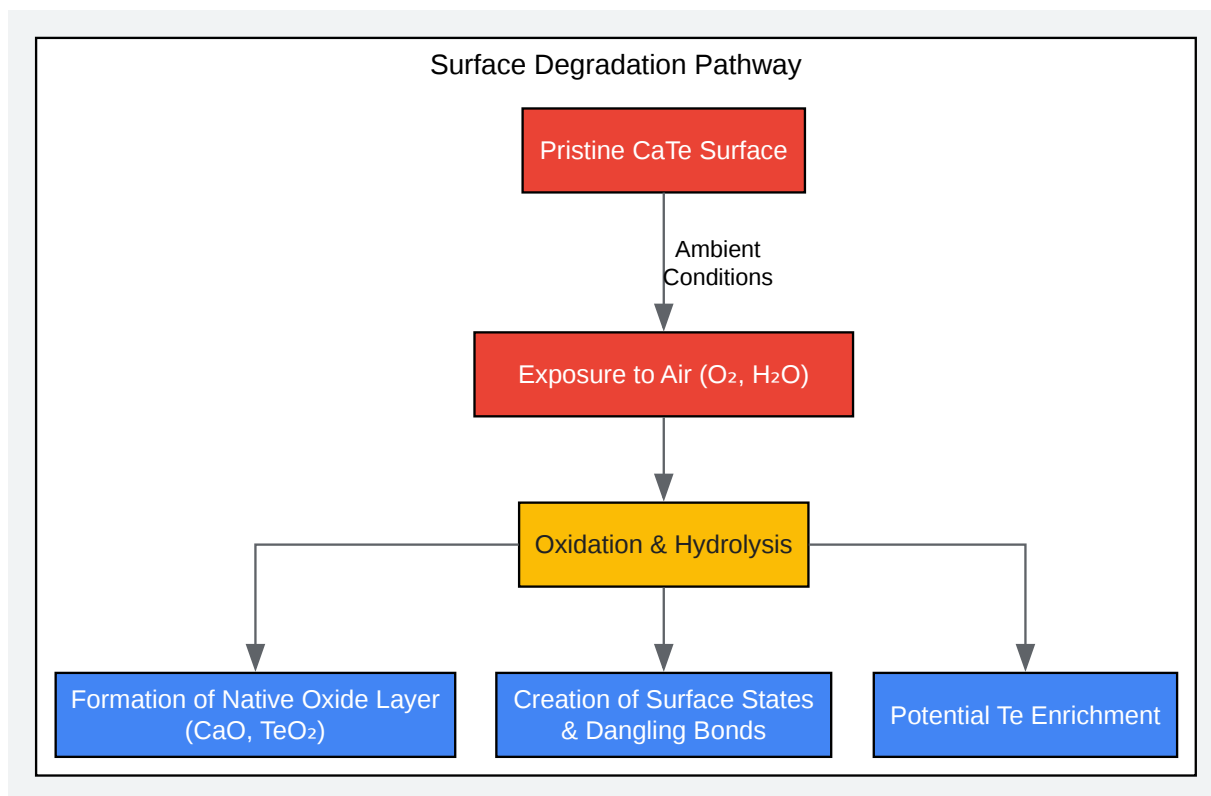 Surface Degradation Pathway
Pristine CaTe Surface
Ambient
Conditions
Exposure to Air (O₂, H₂O)
Oxidation & Hydrolysis
Formation of Native Oxide Layer
(CaO, TeO₂)
Creation of Surface States
& Dangling Bonds
Potential Te Enrichment